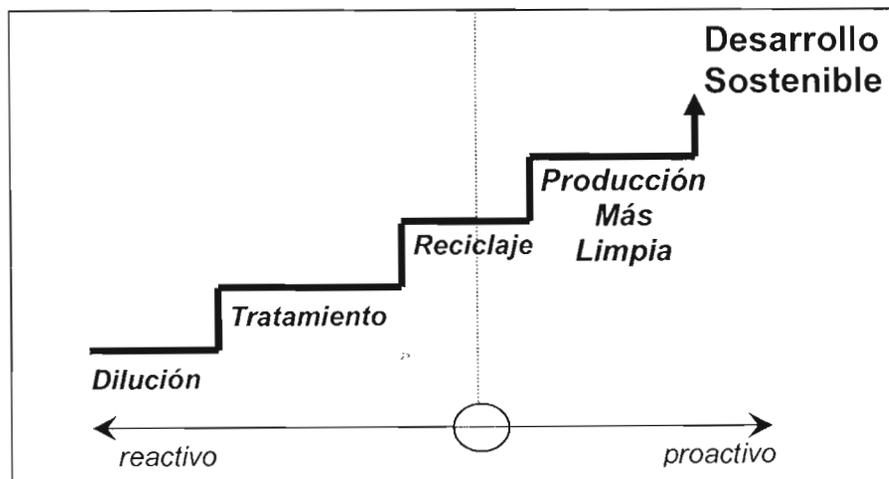 Desarrollo
Sostenible
Producción
Más
Limpia
Reciclaje
Tratamiento
Dilución
reactivo
proactivo